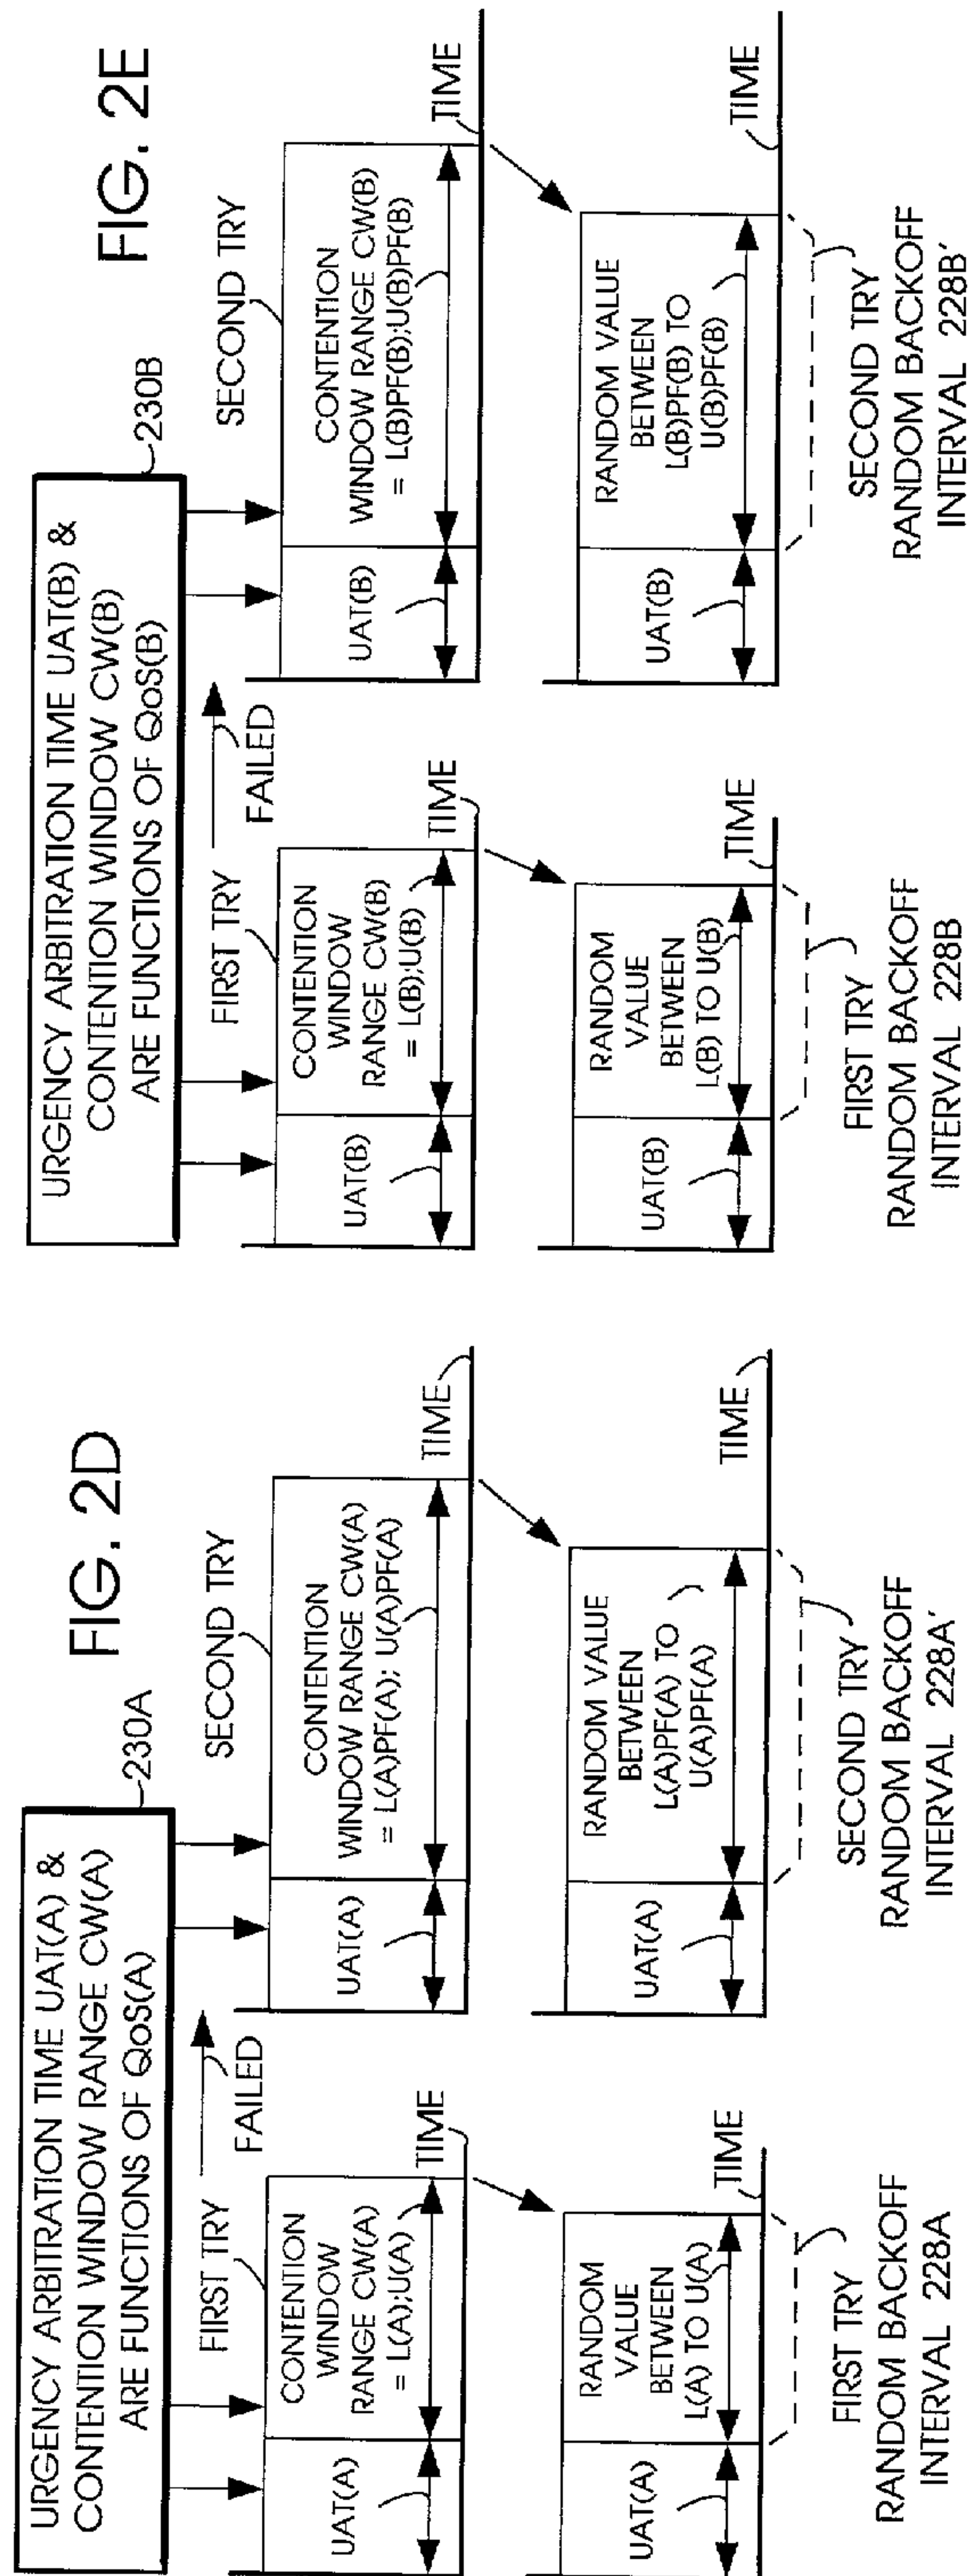 FIG. 2D
URGENCY ARBITRATION TIME UAT(A) &
CONTENTION WINDOW RANGE CW(A)
ARE FUNCTIONS OF QoS(A)
230A
FIRST TRY
FAILED
SECOND TRY
UAT(A)
CONTENTION
WINDOW
RANGE CW(A)
= L(A);U(A)
TIME
UAT(A)
CONTENTION
WINDOW RANGE CW(A)
= L(A)PF(A); U(A)PF(A)
TIME
UAT(A)
RANDOM
VALUE
BETWEEN
L(A) TO U(A)
TIME
UAT(A)
RANDOM VALUE
BETWEEN
L(A)PF(A) TO
U(A)PF(A)
TIME
FIRST TRY
RANDOM BACKOFF
INTERVAL 228A
SECOND TRY
RANDOM BACKOFF
INTERVAL 228A'
FIG. 2E
URGENCY ARBITRATION TIME UAT(B) &
CONTENTION WINDOW CW(B)
ARE FUNCTIONS OF QoS(B)
230B
FIRST TRY
FAILED
SECOND TRY
UAT(B)
CONTENTION
WINDOW
RANGE CW(B)
= L(B);U(B)
TIME
UAT(B)
CONTENTION
WINDOW RANGE CW(B)
= L(B)PF(B);U(B)PF(B)
TIME
UAT(B)
RANDOM
VALUE
BETWEEN
L(B) TO U(B)
TIME
UAT(B)
RANDOM VALUE
BETWEEN
L(B)PF(B) TO
U(B)PF(B)
TIME
FIRST TRY
RANDOM BACKOFF
INTERVAL 228B
SECOND TRY
RANDOM BACKOFF
INTERVAL 228B'